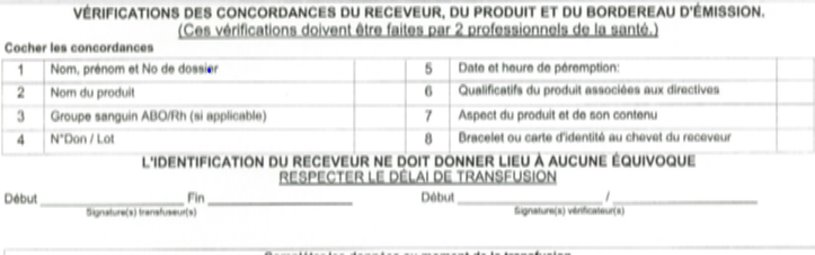 VÉRIFICATIONS DES CONCORDANCES DU RECEVEUR, DU PRODUIT ET DU BORDEREAU D'ÉMISSION.
(Ces vérifications doivent être faites par 2 professionnels de la santé.)
Cocher les concordances
1 Nom, prénom et No de dossier 5 Date et heure de péremption:
2 Nom du produit 6 Qualificatifs du produit associées aux directives
3 Groupe sanguin ABO/Rh (si applicable) 7 Aspect du produit et de son contenu
4 N°Don / Lot 8 Bracelet ou carte d'identité au chevet du receveur
L'IDENTIFICATION DU RECEVEUR NE DOIT DONNER LIEU À AUCUNE ÉQUIVOQUE
RESPECTER LE DÉLAI DE TRANSFUSION
Début ____________ Fin ____________ Début ____________/____________
Signature(s) transfuseur(s) Signature(s) vérificateur(s)